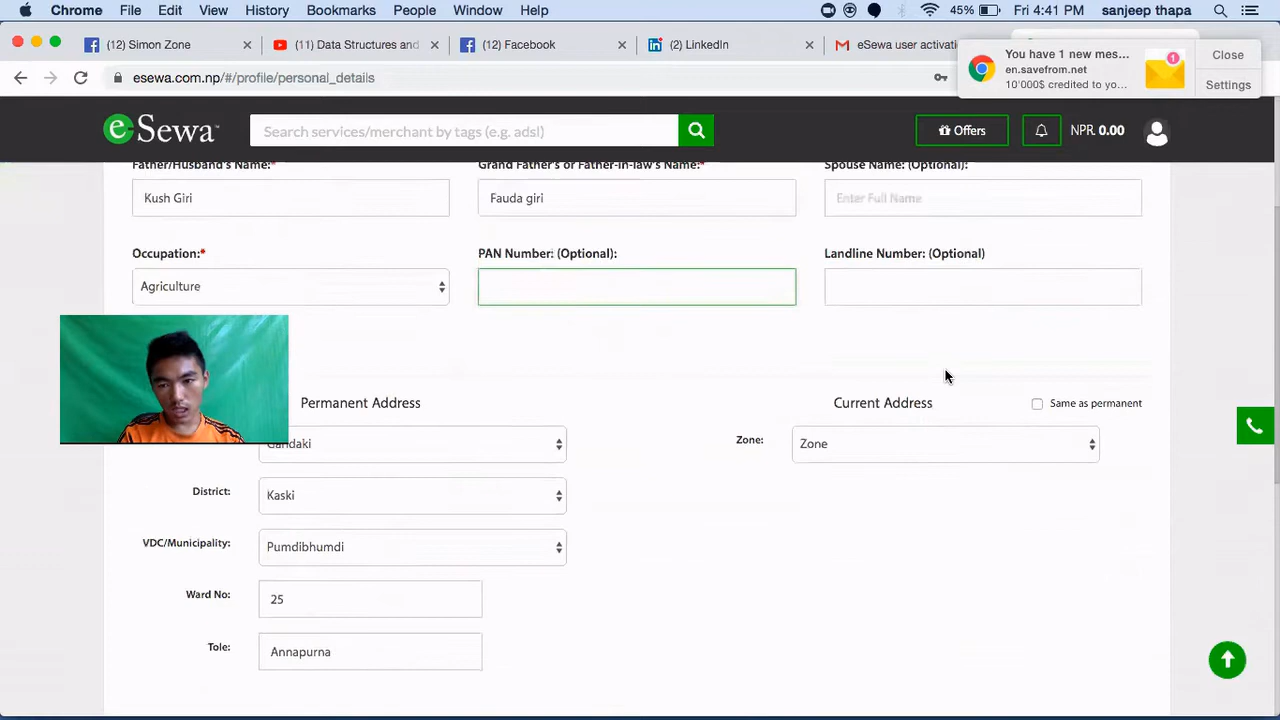 Chrome File Edit View History Bookmarks People Window Help 45% Fri 4:41 PM sanjeep thapa
(12) Simon Zone × (11) Data Structures and × (12) Facebook × (2) LinkedIn × eSewa user activati
You have 1 new mes... Close
en.savefrom.net
10'000$ credited to yo... Settings
esewa.com.np/#/profile/personal_details
eSewa™ Search services/merchant by tags (e.g. adsl) Offers NPR. 0.00
Father/Husband's Name:* Grand Father's or Father-in-law's Name:* Spouse Name: (Optional):
Kush Giri Fauda giri Enter Full Name
Occupation:* PAN Number: (Optional): Landline Number: (Optional)
Agriculture
Permanent Address Current Address Same as permanent
Gandaki Zone: Zone
District: Kaski
VDC/Municipality: Pumdibhumdi
Ward No: 25
Tole: Annapurna